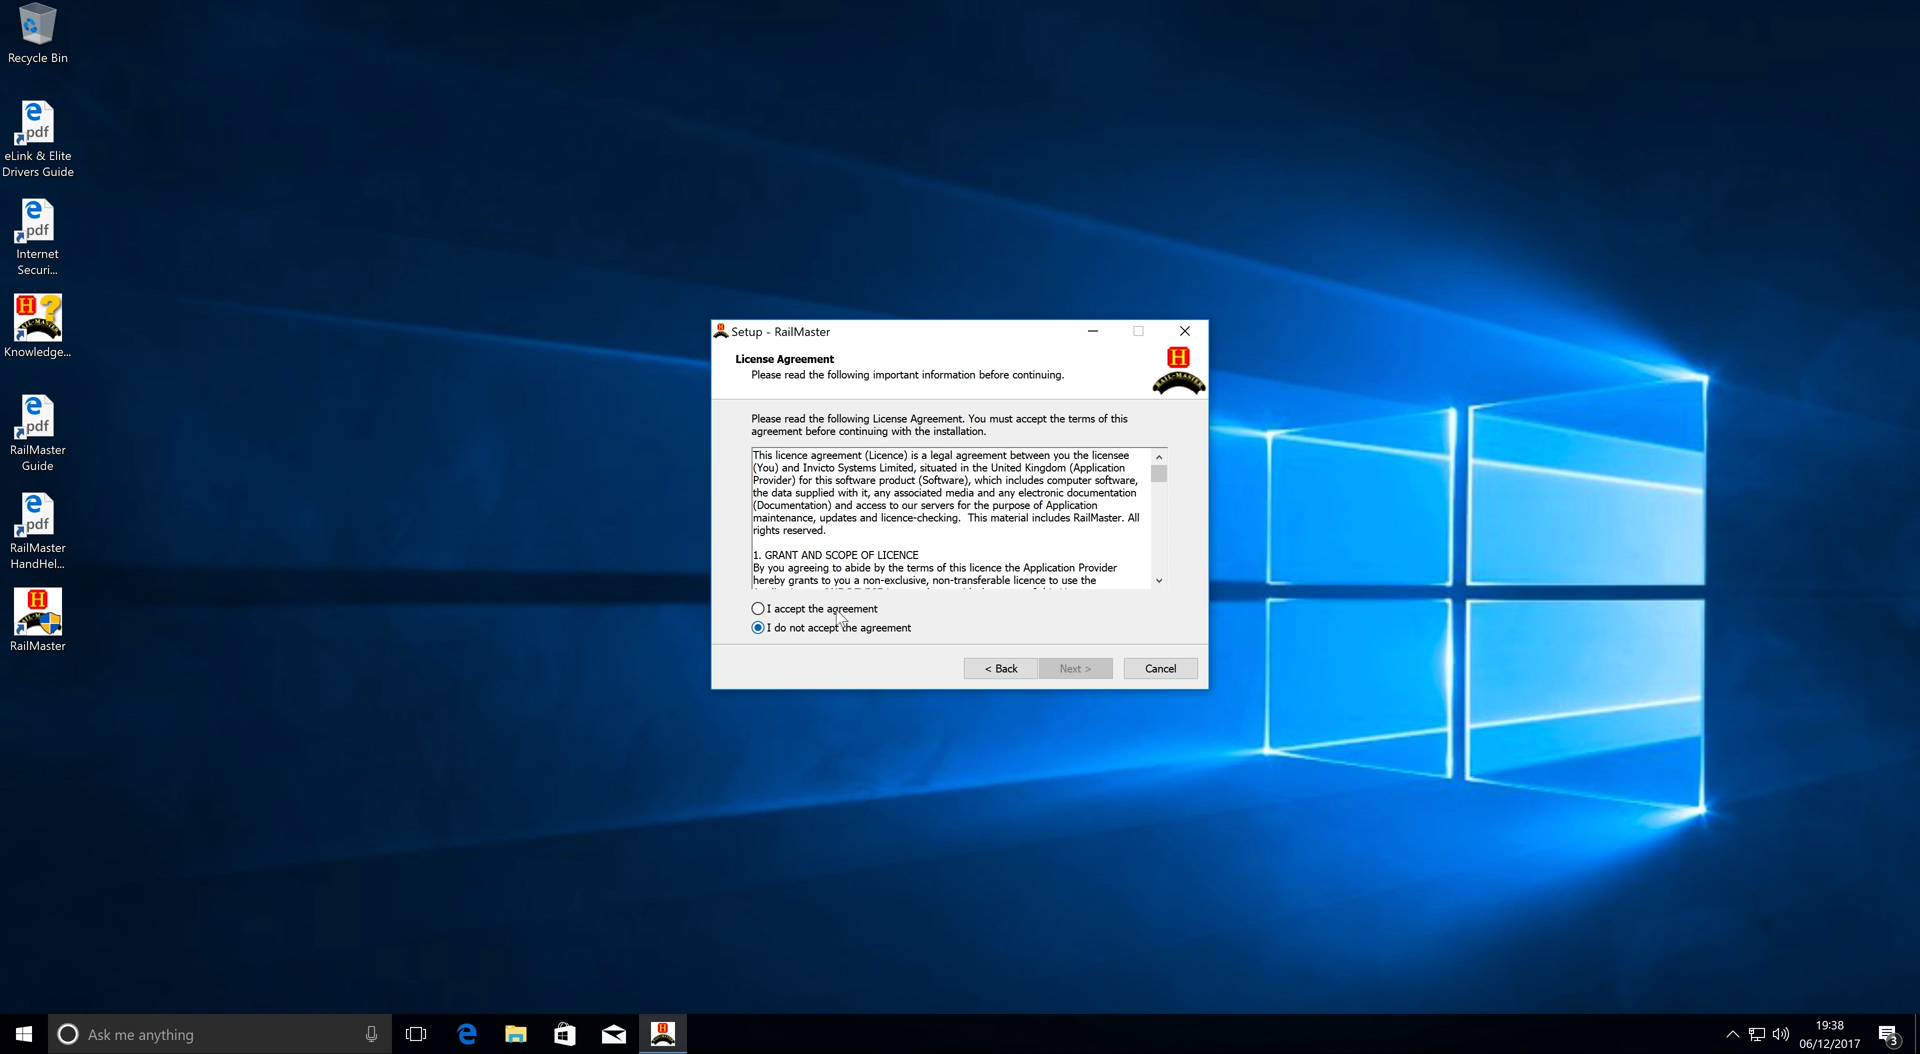 Recycle Bin
eLink & Elite
Drivers Guide
Internet
Securi...
Knowledge...
RailMaster
Guide
RailMaster
HandHel...
RailMaster
Setup - RailMaster
License Agreement
Please read the following important information before continuing.
Please read the following License Agreement. You must accept the terms of this
agreement before continuing with the installation.
This licence agreement (Licence) is a legal agreement between you the licensee
(You) and Invicto Systems Limited, situated in the United Kingdom (Application
Provider) for this software product (Software), which includes computer software,
the data supplied with it, any associated media and any electronic documentation
(Documentation) and access to our servers for the purpose of Application
maintenance, updates and licence-checking. This material includes RailMaster. All
rights reserved.
1. GRANT AND SCOPE OF LICENCE
By you agreeing to abide by the terms of this licence the Application Provider
hereby grants to you a non-exclusive, non-transferable licence to use the
I accept the agreement
I do not accept the agreement
< Back
Next >
Cancel
Ask me anything
19:38
06/12/2017
3